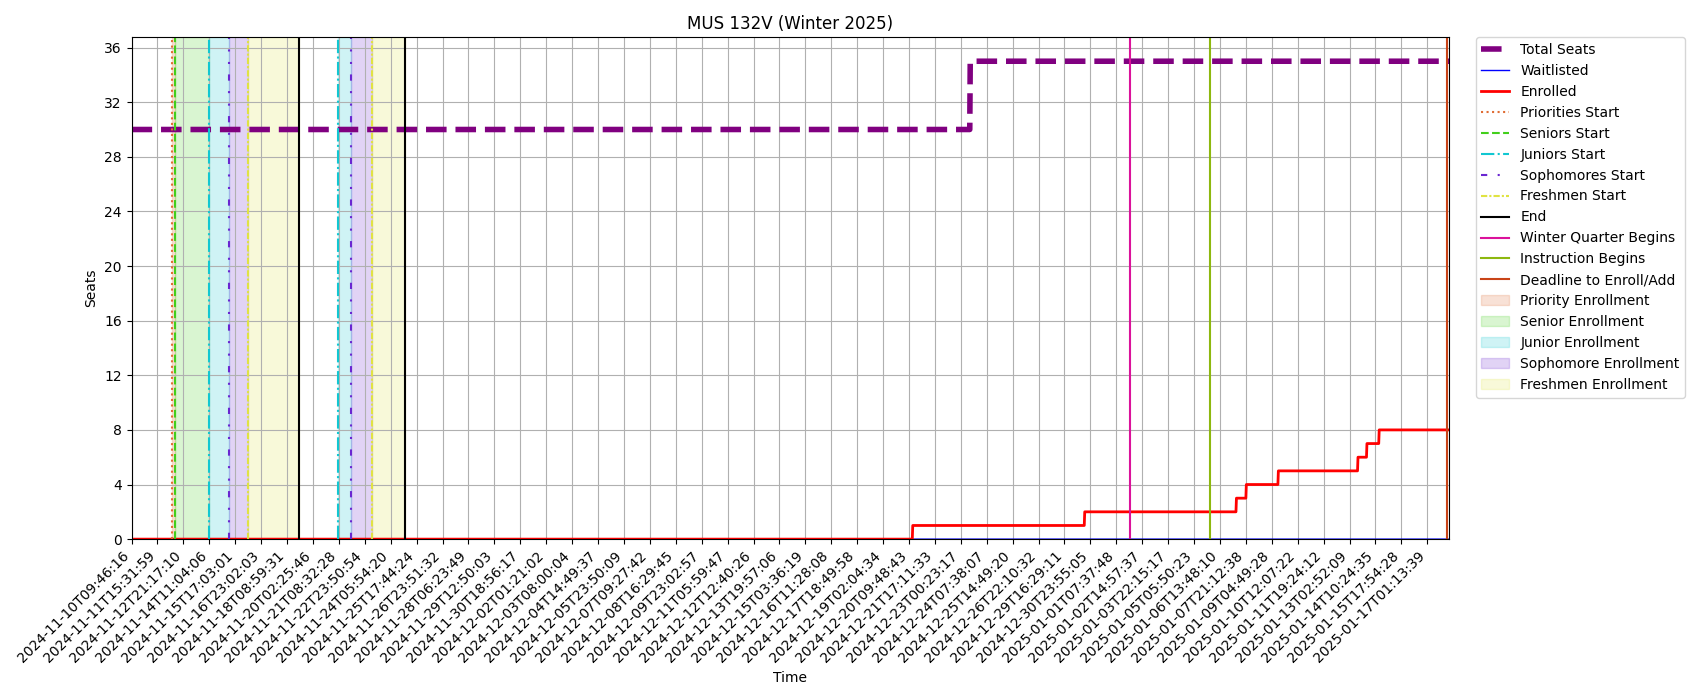 MUS 132V (Winter 2025)
Seats
36
32
28
24
20
16
12
8
4
0
2024-11-10T09:46:16
2024-11-11T15:31:59
2024-11-12T21:17:10
2024-11-14T11:04:06
2024-11-15T17:03:01
2024-11-16T23:02:03
2024-11-18T08:59:31
2024-11-20T02:25:46
2024-11-21T08:32:28
2024-11-22T23:50:54
2024-11-24T05:54:20
2024-11-25T17:44:24
2024-11-26T23:51:32
2024-11-28T06:23:49
2024-11-29T12:50:03
2024-11-30T18:56:17
2024-12-02T01:21:02
2024-12-03T08:00:04
2024-12-04T14:49:37
2024-12-05T23:50:09
2024-12-07T09:27:42
2024-12-08T16:29:45
2024-12-09T23:02:57
2024-12-11T05:59:47
2024-12-12T12:40:26
2024-12-13T19:57:06
2024-12-15T03:36:19
2024-12-16T11:28:08
2024-12-17T18:49:58
2024-12-19T02:04:34
2024-12-20T09:48:43
2024-12-21T17:11:33
2024-12-23T00:23:17
2024-12-24T07:38:07
2024-12-25T14:49:20
2024-12-26T22:10:32
2024-12-29T16:29:11
2024-12-30T23:55:05
2025-01-01T07:37:48
2025-01-02T14:57:37
2025-01-03T22:15:17
2025-01-05T05:50:23
2025-01-06T13:48:10
2025-01-07T21:12:38
2025-01-09T04:49:28
2025-01-10T12:07:22
2025-01-11T19:24:12
2025-01-13T02:52:09
2025-01-14T10:24:35
2025-01-15T17:54:28
2025-01-17T01:13:39
Time
Total Seats
Waitlisted
Enrolled
Priorities Start
Seniors Start
Juniors Start
Sophomores Start
Freshmen Start
End
Winter Quarter Begins
Instruction Begins
Deadline to Enroll/Add
Priority Enrollment
Senior Enrollment
Junior Enrollment
Sophomore Enrollment
Freshmen Enrollment